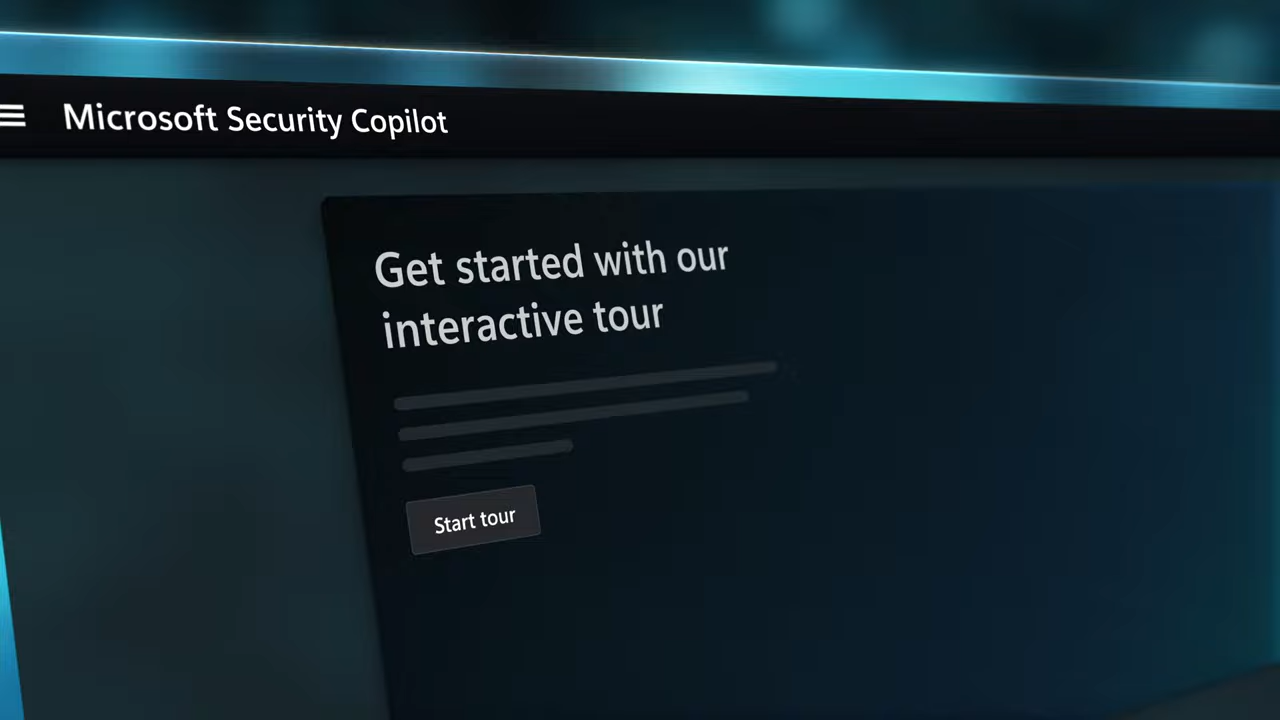 Microsoft Security Copilot
Get started with our
interactive tour
Start tour